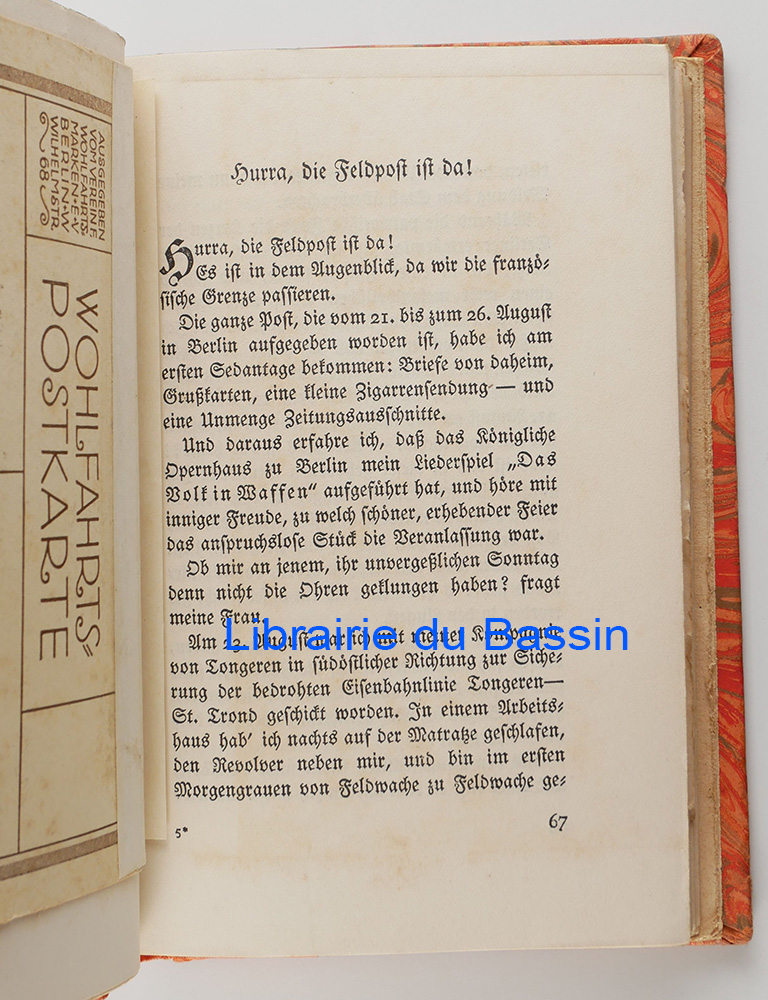 AUSGEGEBEN
VOM VEREINE
WOHLFAHRTS-
MARKEN E·V
BERLIN·W
WILHELMSTR.
68
WOHLFAHRTS-
POSTKARTE
Hurra, die Feldpost ist da!
Hurra, die Feldpost ist da!
Es ist in dem Augenblick, da wir die franzö-
sische Grenze passieren.
Die ganze Post, die vom 21. bis zum 26. August
in Berlin aufgegeben worden ist, habe ich am
ersten Sedantage bekommen: Briefe von daheim,
Grußkarten, eine kleine Zigarrensendung — und
eine Unmenge Zeitungsausschnitte.
Und daraus erfahre ich, daß das Königliche
Opernhaus zu Berlin mein Liederspiel „Das
Volk in Waffen“ aufgeführt hat, und höre mit
inniger Freude, zu welch schöner, erhebender Feier
das anspruchslose Stück die Veranlassung war.
Ob mir an jenem, ihr unvergeßlichen Sonntag
denn nicht die Ohren geklungen haben? fragt
meine Frau.
Am August war ich mit meiner Kompagnie
von Tongeren in südöstlicher Richtung zur Siche-
rung der bedrohten Eisenbahnlinie Tongeren—
St. Trond geschickt worden. In einem Arbeits-
haus hab' ich nachts auf der Matratze geschlafen,
den Revolver neben mir, und bin im ersten
Morgengrauen von Feldwache zu Feldwache ge-
5*
67
Librairie du Bassin